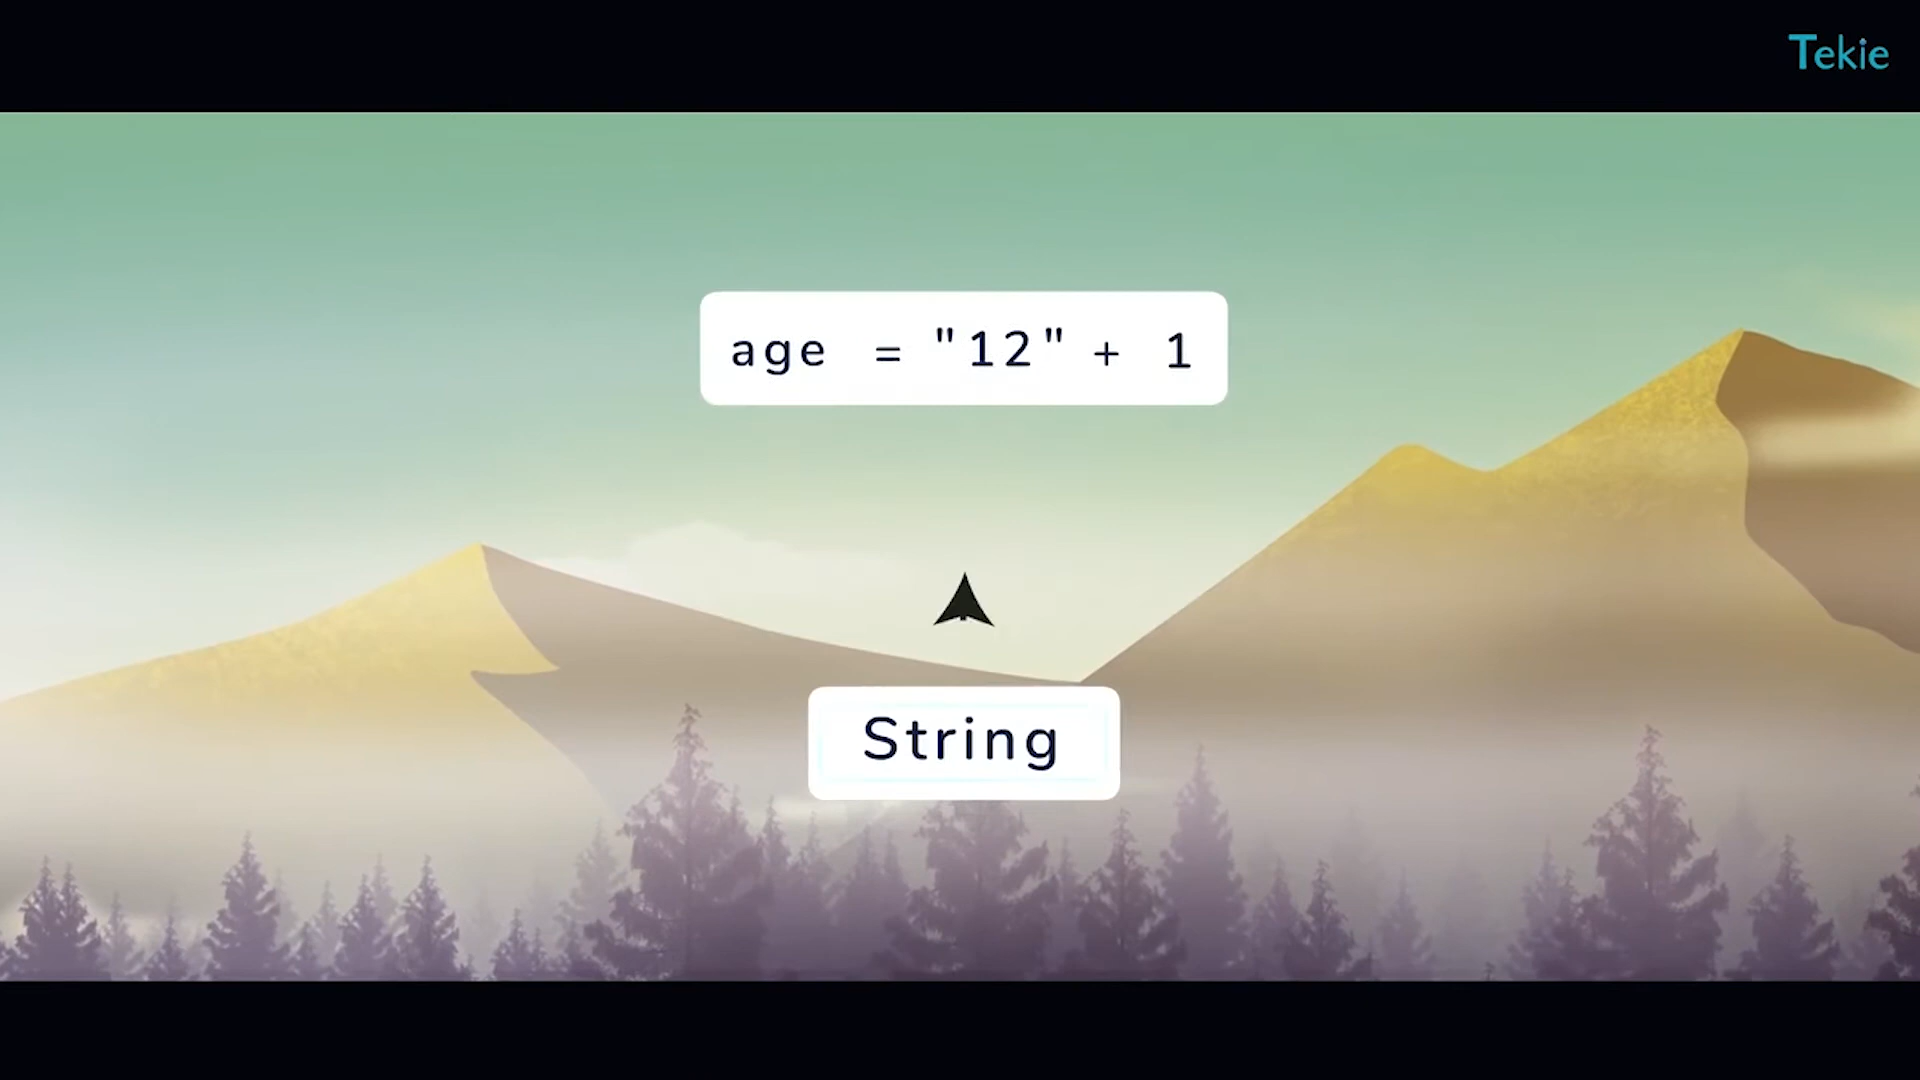 Tekie
age = "12" + 1
String